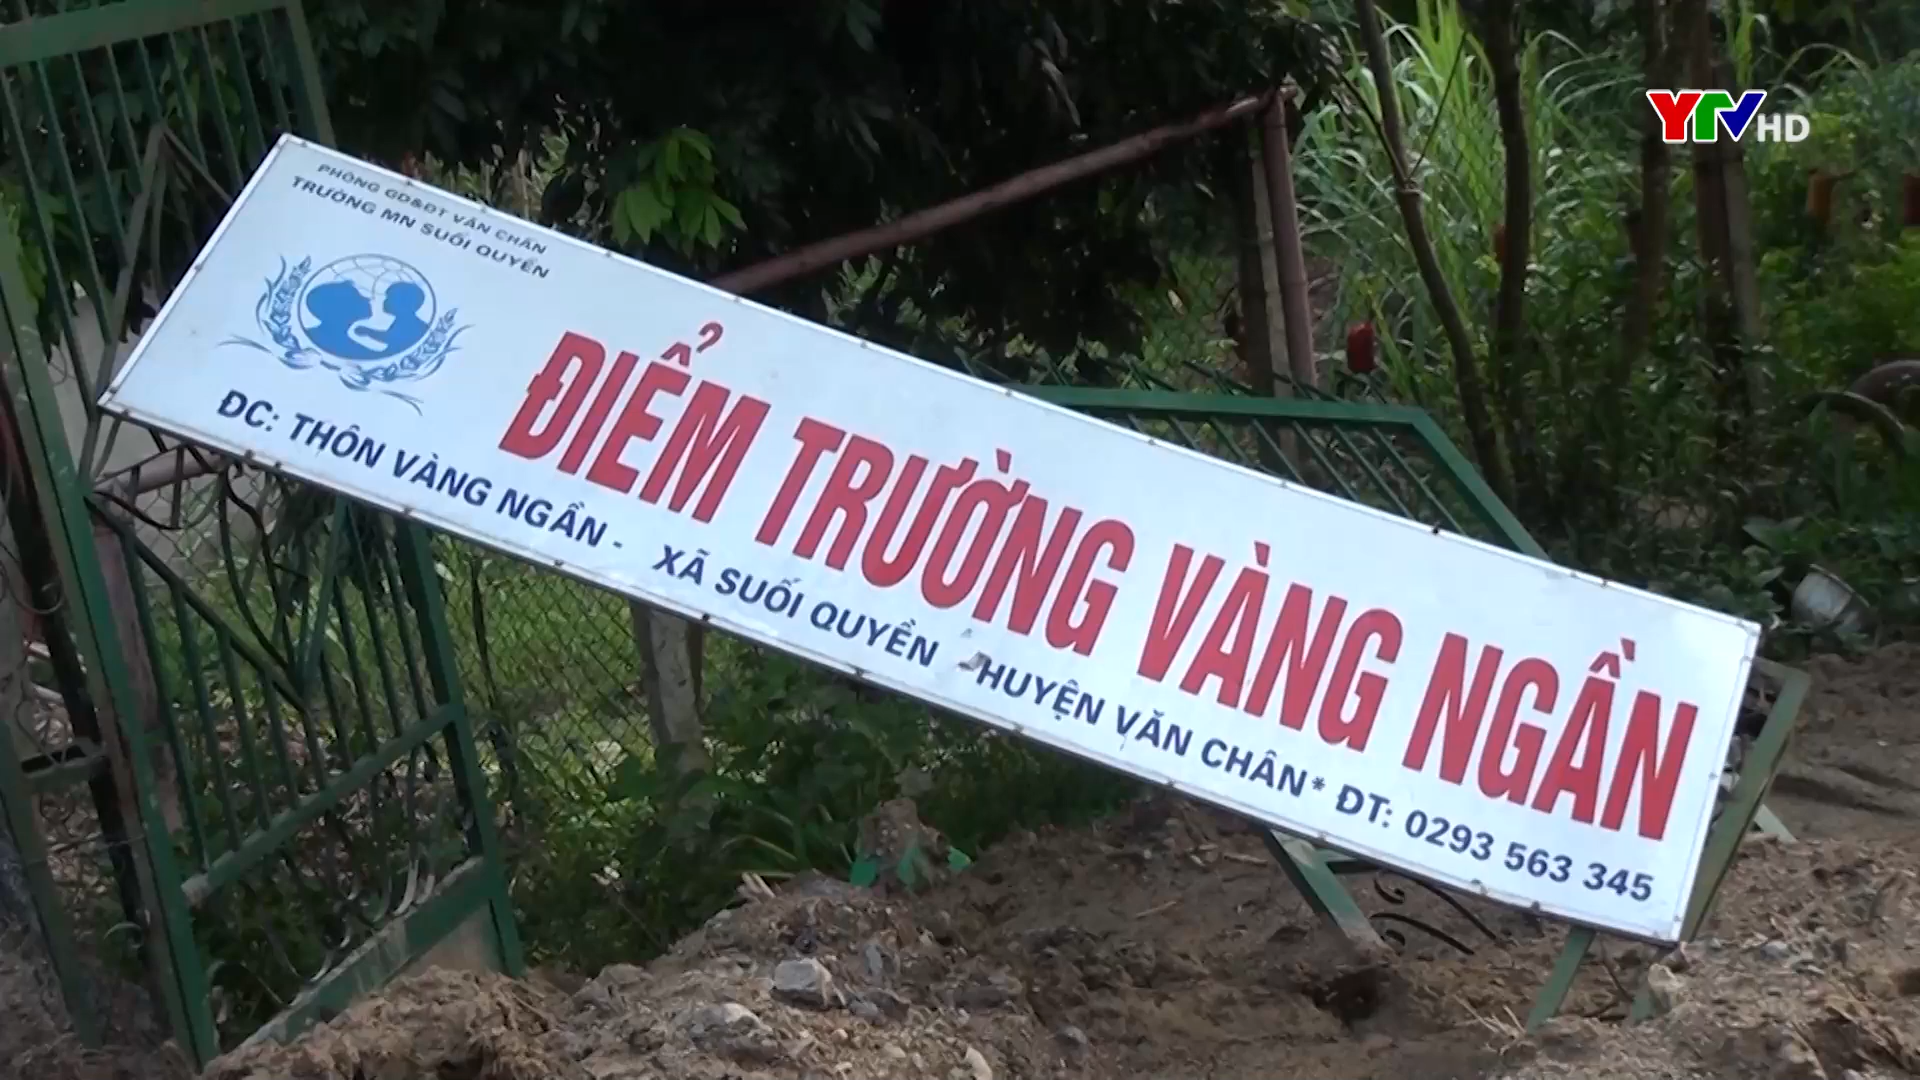 YTV HD
PHÒNG GD&ĐT VĂN CHẤN
TRƯỜNG MN SUỐI QUYỀN
ĐIỂM TRƯỜNG VÀNG NGẦN
ĐC: THÔN VÀNG NGẦN - XÃ SUỐI QUYỀN - HUYỆN VĂN CHẤN * ĐT: 0293 563 345